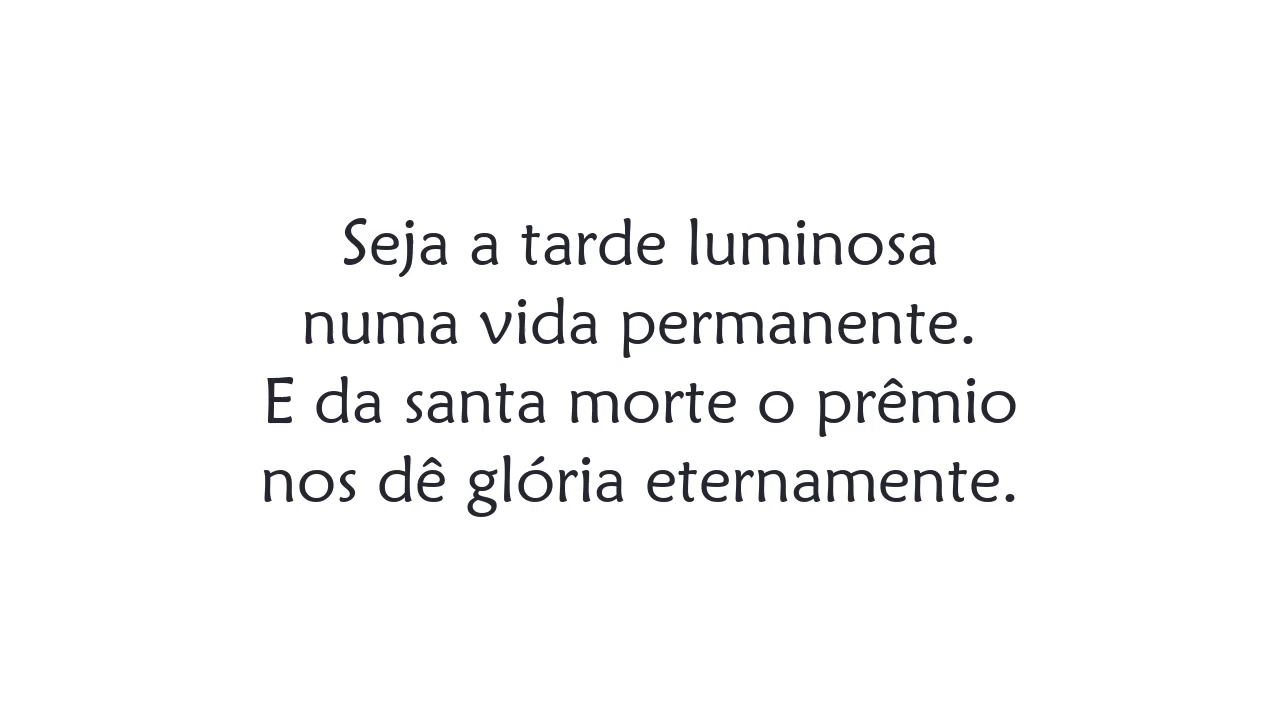 Seja a tarde luminosa
numa vida permanente.
E da santa morte o prêmio
nos dê glória eternamente.